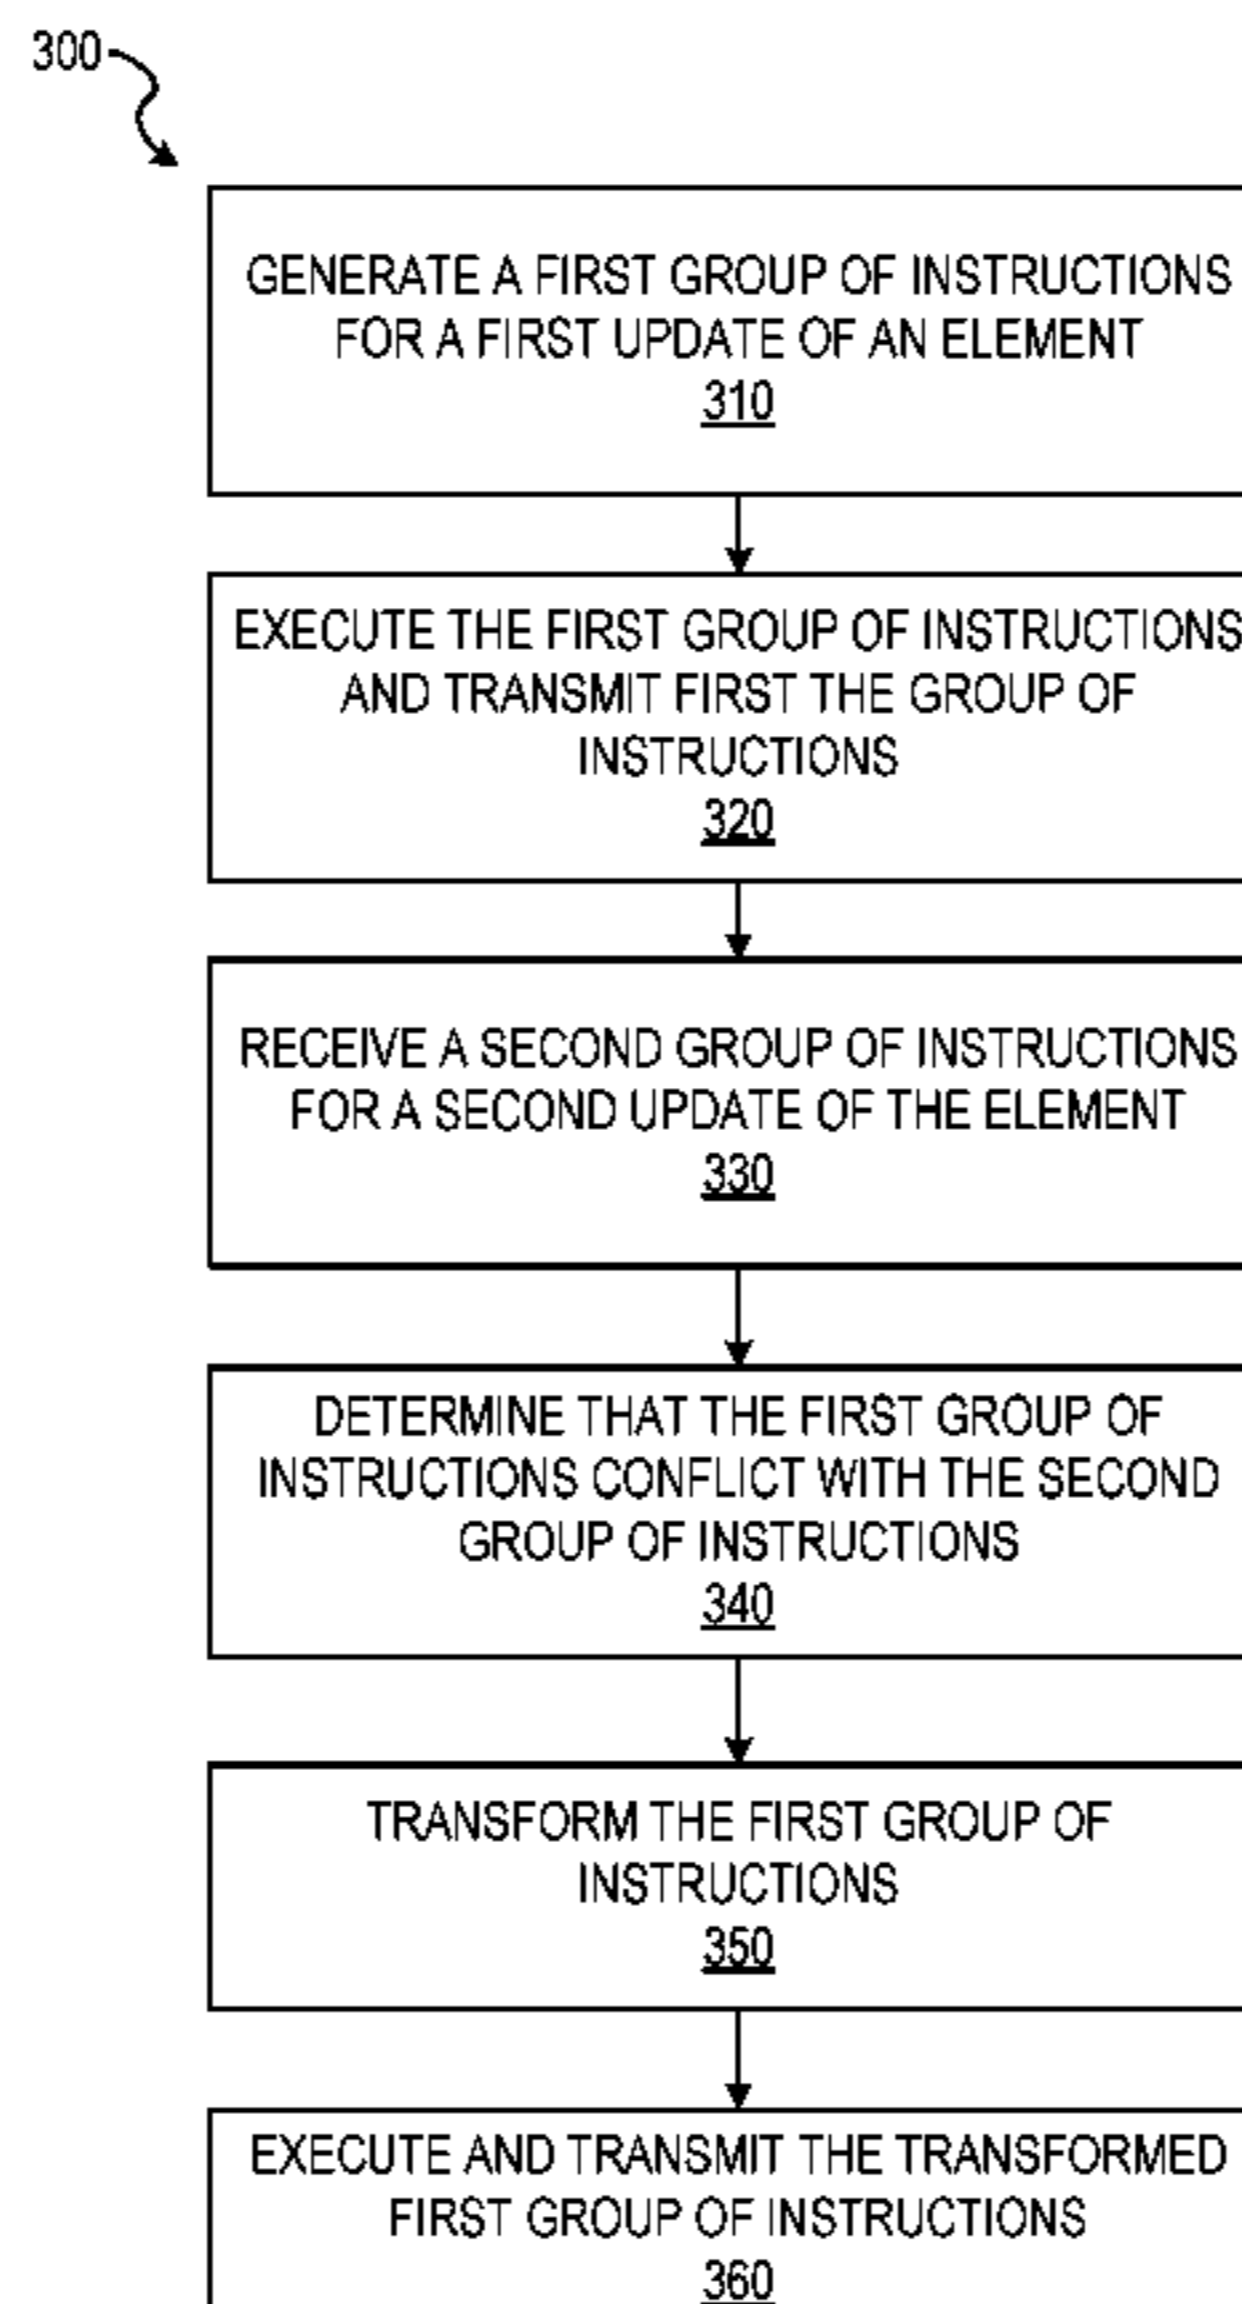 300
GENERATE A FIRST GROUP OF INSTRUCTIONS
FOR A FIRST UPDATE OF AN ELEMENT
310
EXECUTE THE FIRST GROUP OF INSTRUCTIONS
AND TRANSMIT FIRST THE GROUP OF
INSTRUCTIONS
320
RECEIVE A SECOND GROUP OF INSTRUCTIONS
FOR A SECOND UPDATE OF THE ELEMENT
330
DETERMINE THAT THE FIRST GROUP OF
INSTRUCTIONS CONFLICT WITH THE SECOND
GROUP OF INSTRUCTIONS
340
TRANSFORM THE FIRST GROUP OF
INSTRUCTIONS
350
EXECUTE AND TRANSMIT THE TRANSFORMED
FIRST GROUP OF INSTRUCTIONS
360